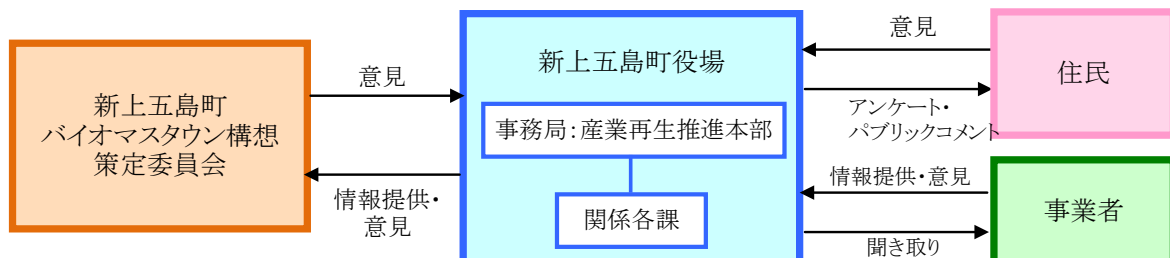 新上五島町
バイオマスタウン構想
策定委員会
意見
情報提供・
意見
新上五島町役場
事務局：産業再生推進本部
関係各課
意見
アンケート・
パブリックコメント
住民
情報提供・意見
聞き取り
事業者